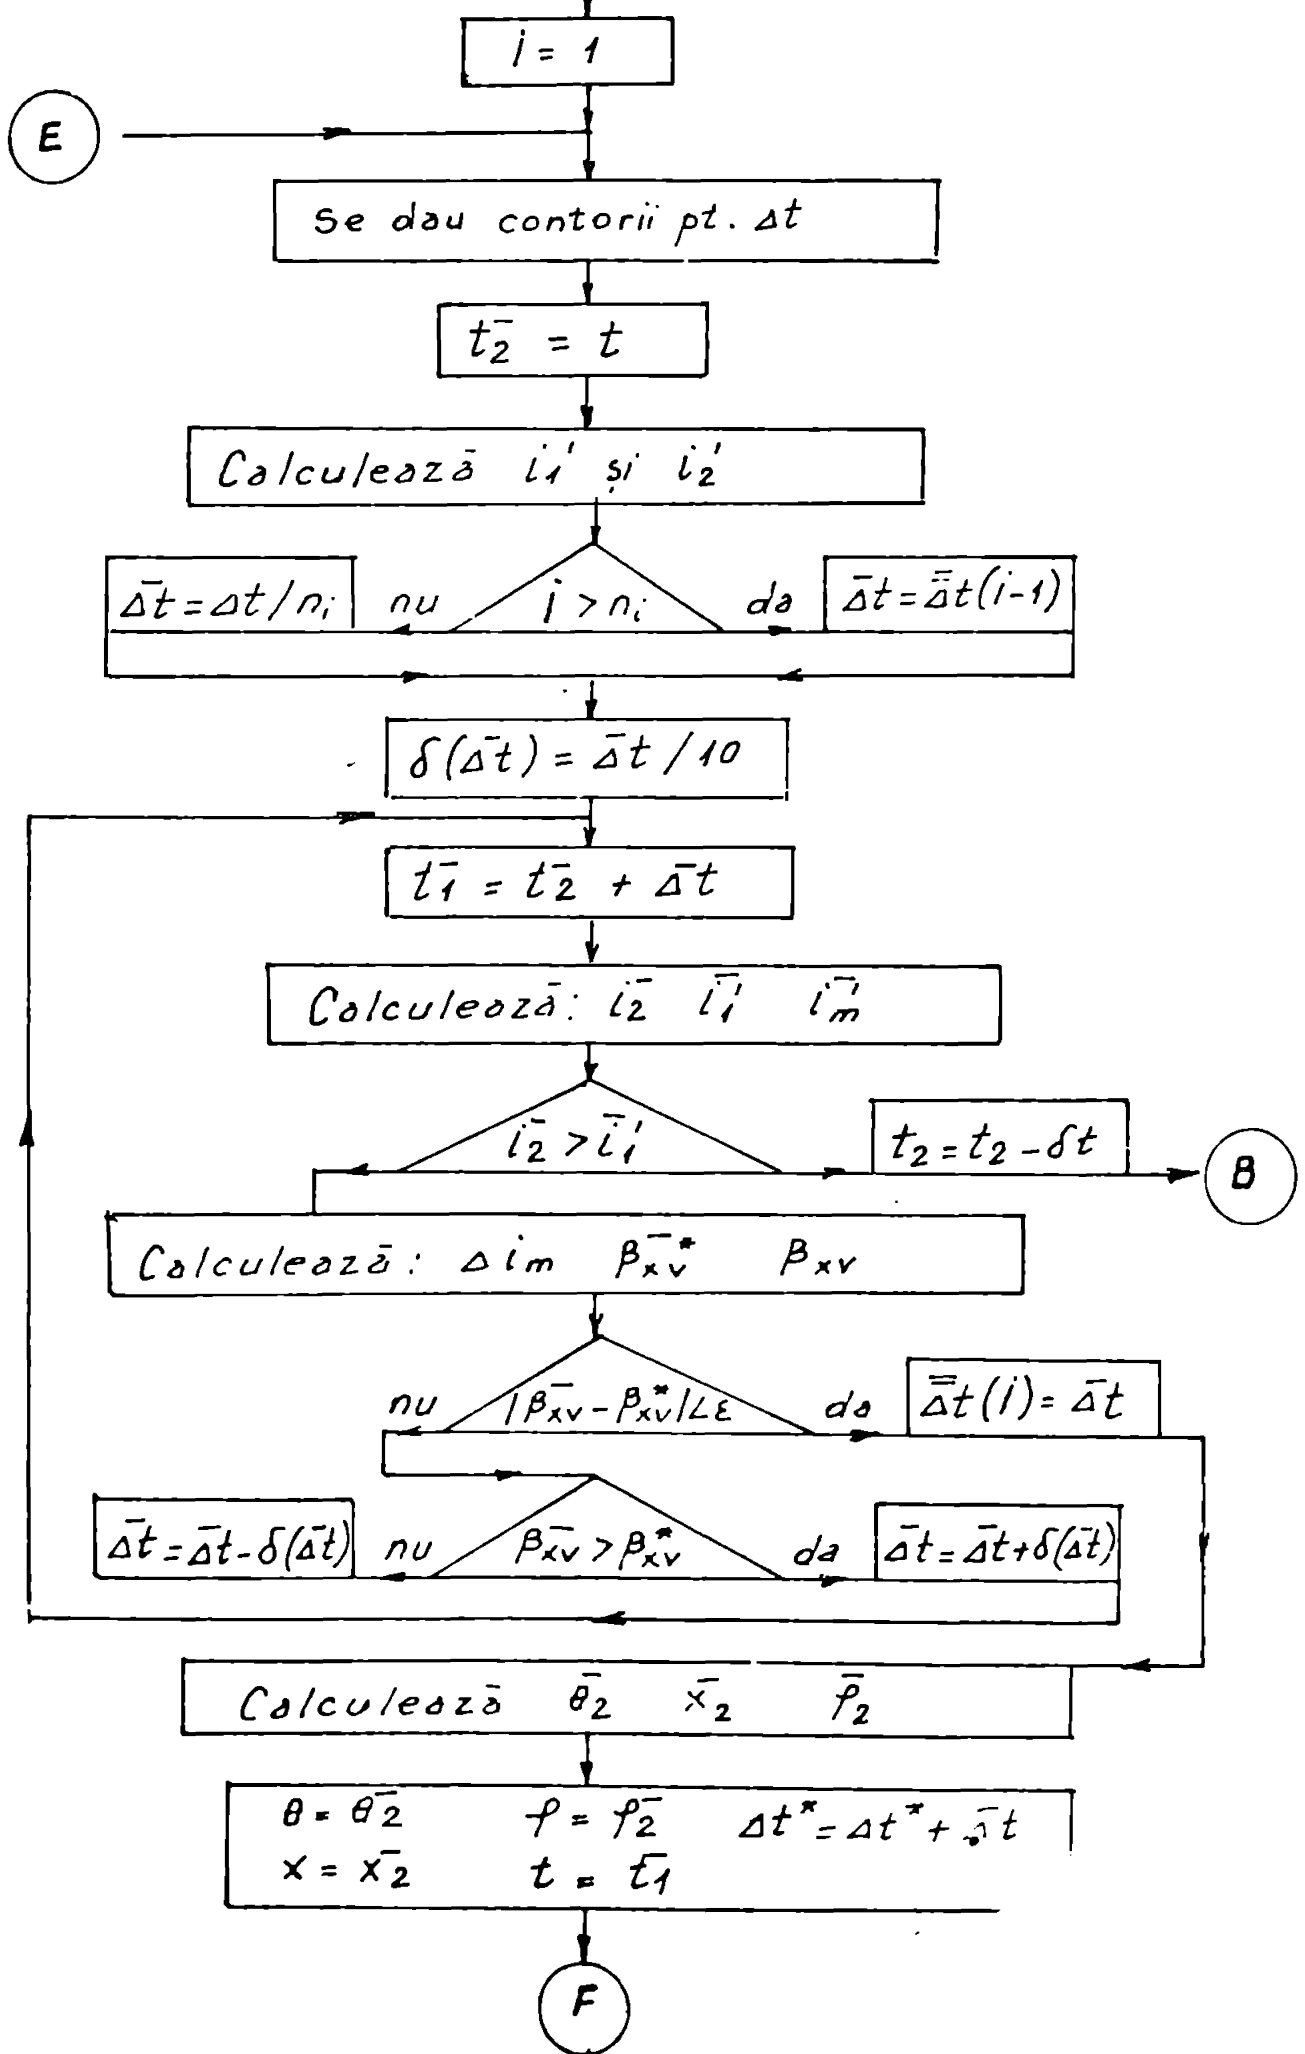 i = 1
E
Se dau contorii pt. Δt
t̄2 = t
Calculează i1' și i2'
Δ̄t = Δt / ni nu i > ni da Δ̄t = Δ̿t(i-1)
δ(Δ̄t) = Δ̄t / 10
t̄1 = t̄2 + Δ̄t
Calculează: ī2 ī1' īm'
ī2 > ī1' t2 = t2 - δt B
Calculează: Δim β̄xv* βxv
nu |β̄xv - βxv*| < ε da Δ̿t(i) = Δ̄t
Δ̄t = Δ̄t - δ(Δ̄t) nu β̄xv > βxv* da Δ̄t = Δ̄t + δ(Δ̄t)
Calculează θ̄2 x̄2 φ̄2
θ = θ̄2 φ = φ̄2 Δt* = Δt* + Δ̄t
x = x̄2 t = t̄1
F